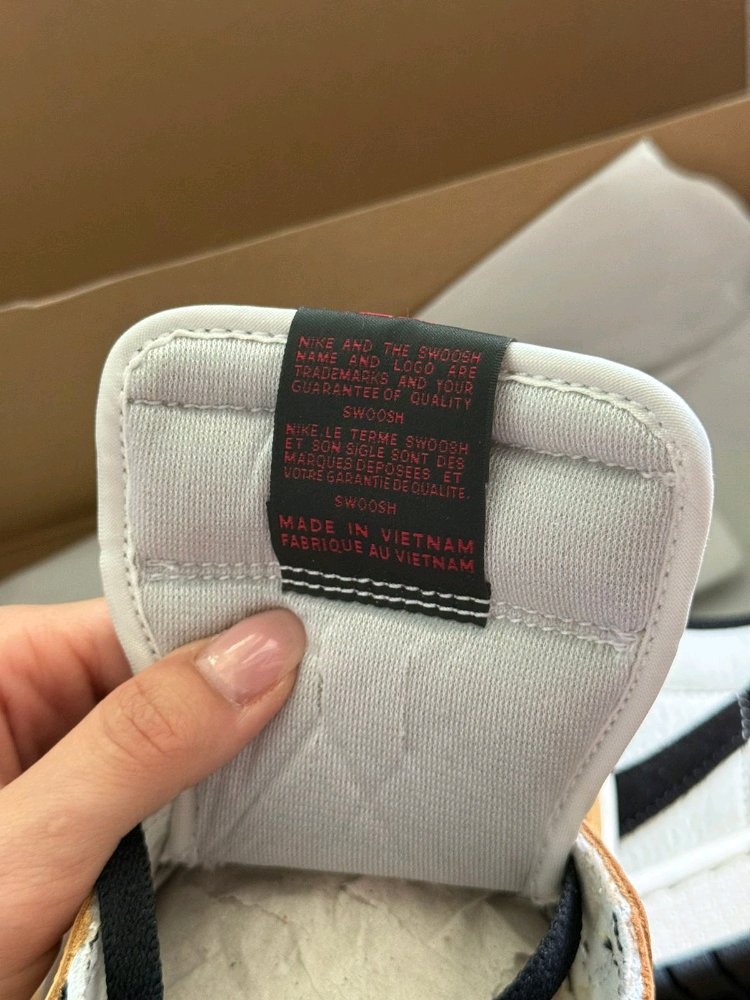 NIKE AND THE SWOOSH
NAME AND LOGO ARE
TRADEMARKS AND YOUR
GUARANTEE OF QUALITY
SWOOSH
NIKE, LE TERME SWOOSH
ET SON SIGLE SONT DES
MARQUES DEPOSEES ET
VOTRE GARANTIE DE QUALITE.
SWOOSH
MADE IN VIETNAM
FABRIQUE AU VIETNAM